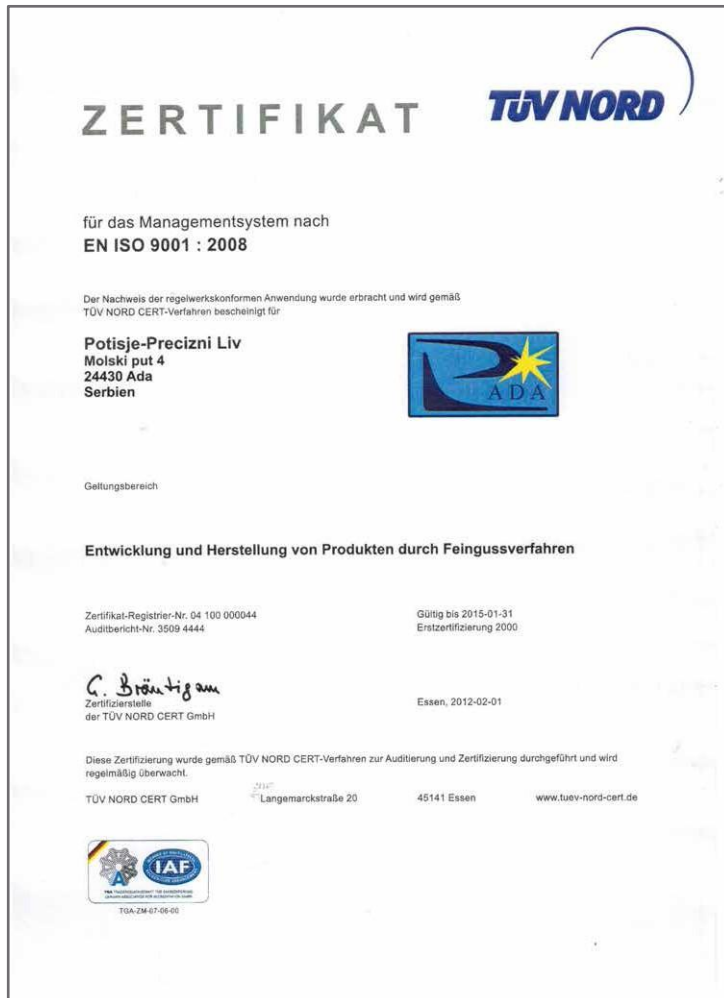 ZERTIFIKAT
TÜV NORD
für das Managementsystem nach
EN ISO 9001 : 2008
Der Nachweis der regelwerkskonformen Anwendung wurde erbracht und wird gemäß
TÜV NORD CERT-Verfahren bescheinigt für
Potisje-Precizni Liv
Molski put 4
24430 Ada
Serbien
ADA
Geltungsbereich
Entwicklung und Herstellung von Produkten durch Feingussverfahren
Zertifikat-Registrier-Nr. 04 100 000044
Auditbericht-Nr. 3509 4444
Gültig bis 2015-01-31
Erstzertifizierung 2000
G. Bräutigam
Zertifizierstelle
der TÜV NORD CERT GmbH
Essen, 2012-02-01
Diese Zertifizierung wurde gemäß TÜV NORD CERT-Verfahren zur Auditierung und Zertifizierung durchgeführt und wird
regelmäßig überwacht.
TÜV NORD CERT GmbH Langemarckstraße 20 45141 Essen www.tuev-nord-cert.de
IAF
TGA-ZM-07-06-00